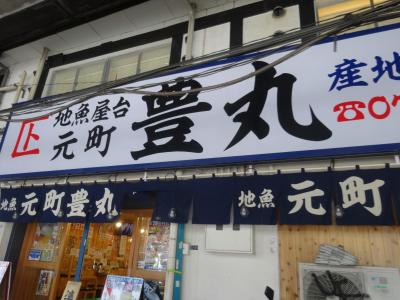 地魚屋台
元町 豊丸
産地
☎07
地魚 元町豊丸
地魚 元町